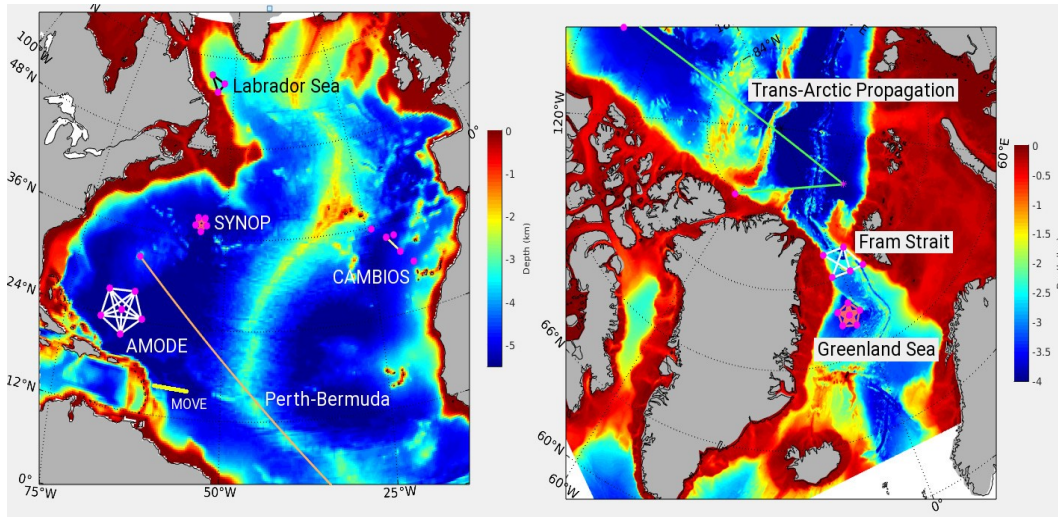 N
100°W
48°N
36°N
24°N
12°N
0°
75°W
50°W
25°W
0°
Labrador Sea
SYNOP
CAMBIOS
AMODE
MOVE
Perth-Bermuda
0
-1
-2
-3
-4
-5
Depth (km)
120°W
84°N
E
60°E
Trans-Arctic Propagation
Fram Strait
Greenland Sea
66°N
60°N
60°W
0°
0
-0.5
-1
-1.5
-2
-2.5
-3
-3.5
-4